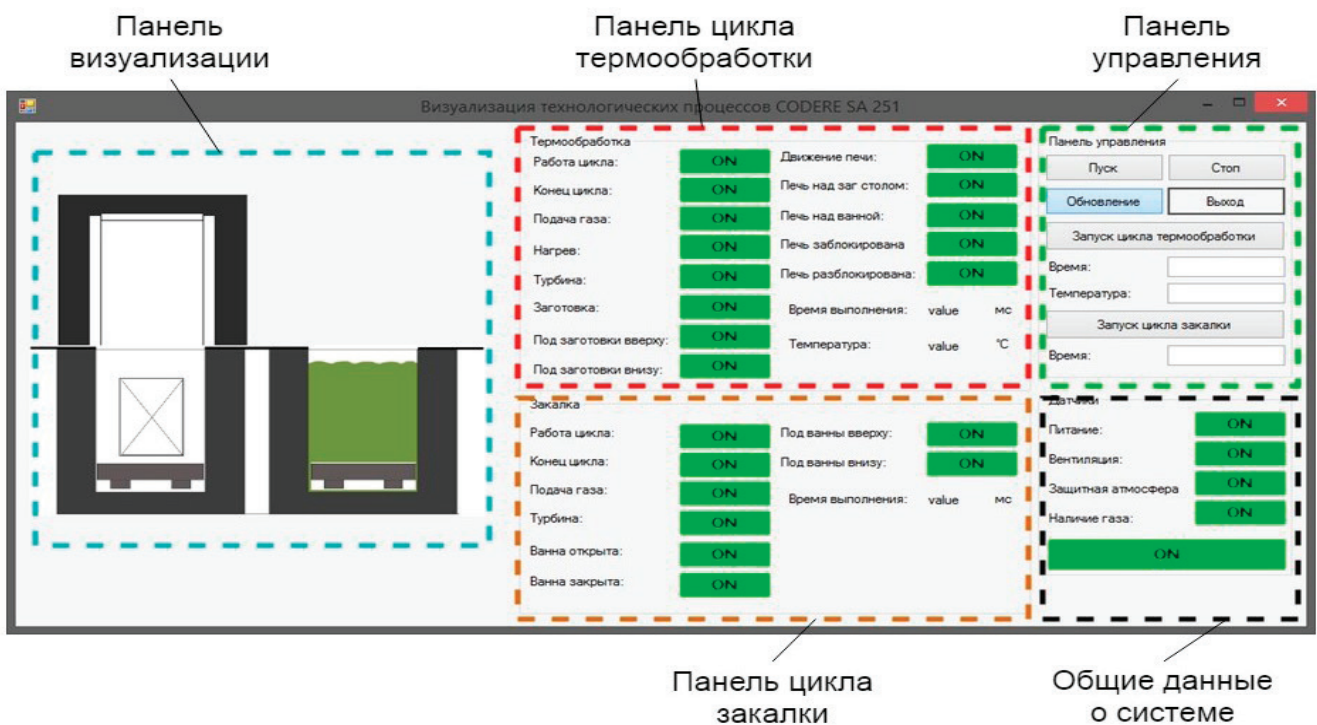 Панель
визуализации
Панель цикла
термообработки
Панель
управления
Визуализация технологических процессов CODERE SA 251
Термообработка
Работа цикла: ON
Конец цикла: ON
Подача газа: ON
Нагрев: ON
Турбина: ON
Заготовка: ON
Под заготовки вверху: ON
Под заготовки внизу: ON
Движение печи: ON
Печь над заг столом: ON
Печь над ванной: ON
Печь заблокирована ON
Печь разблокирована: ON
Время выполнения: value мс
Температура: value °C
Панель управления
Пуск Стоп
Обновление Выход
Запуск цикла термообработки
Время:
Температура:
Запуск цикла закалки
Время:
Закалка
Работа цикла: ON
Конец цикла: ON
Подача газа: ON
Турбина: ON
Ванна открыта: ON
Ванна закрыта: ON
Под ванны вверху: ON
Под ванны внизу: ON
Время выполнения: value мс
Датчики
Питание: ON
Вентиляция: ON
Защитная атмосфера ON
Наличие газа: ON
ON
Панель цикла
закалки
Общие данные
о системе